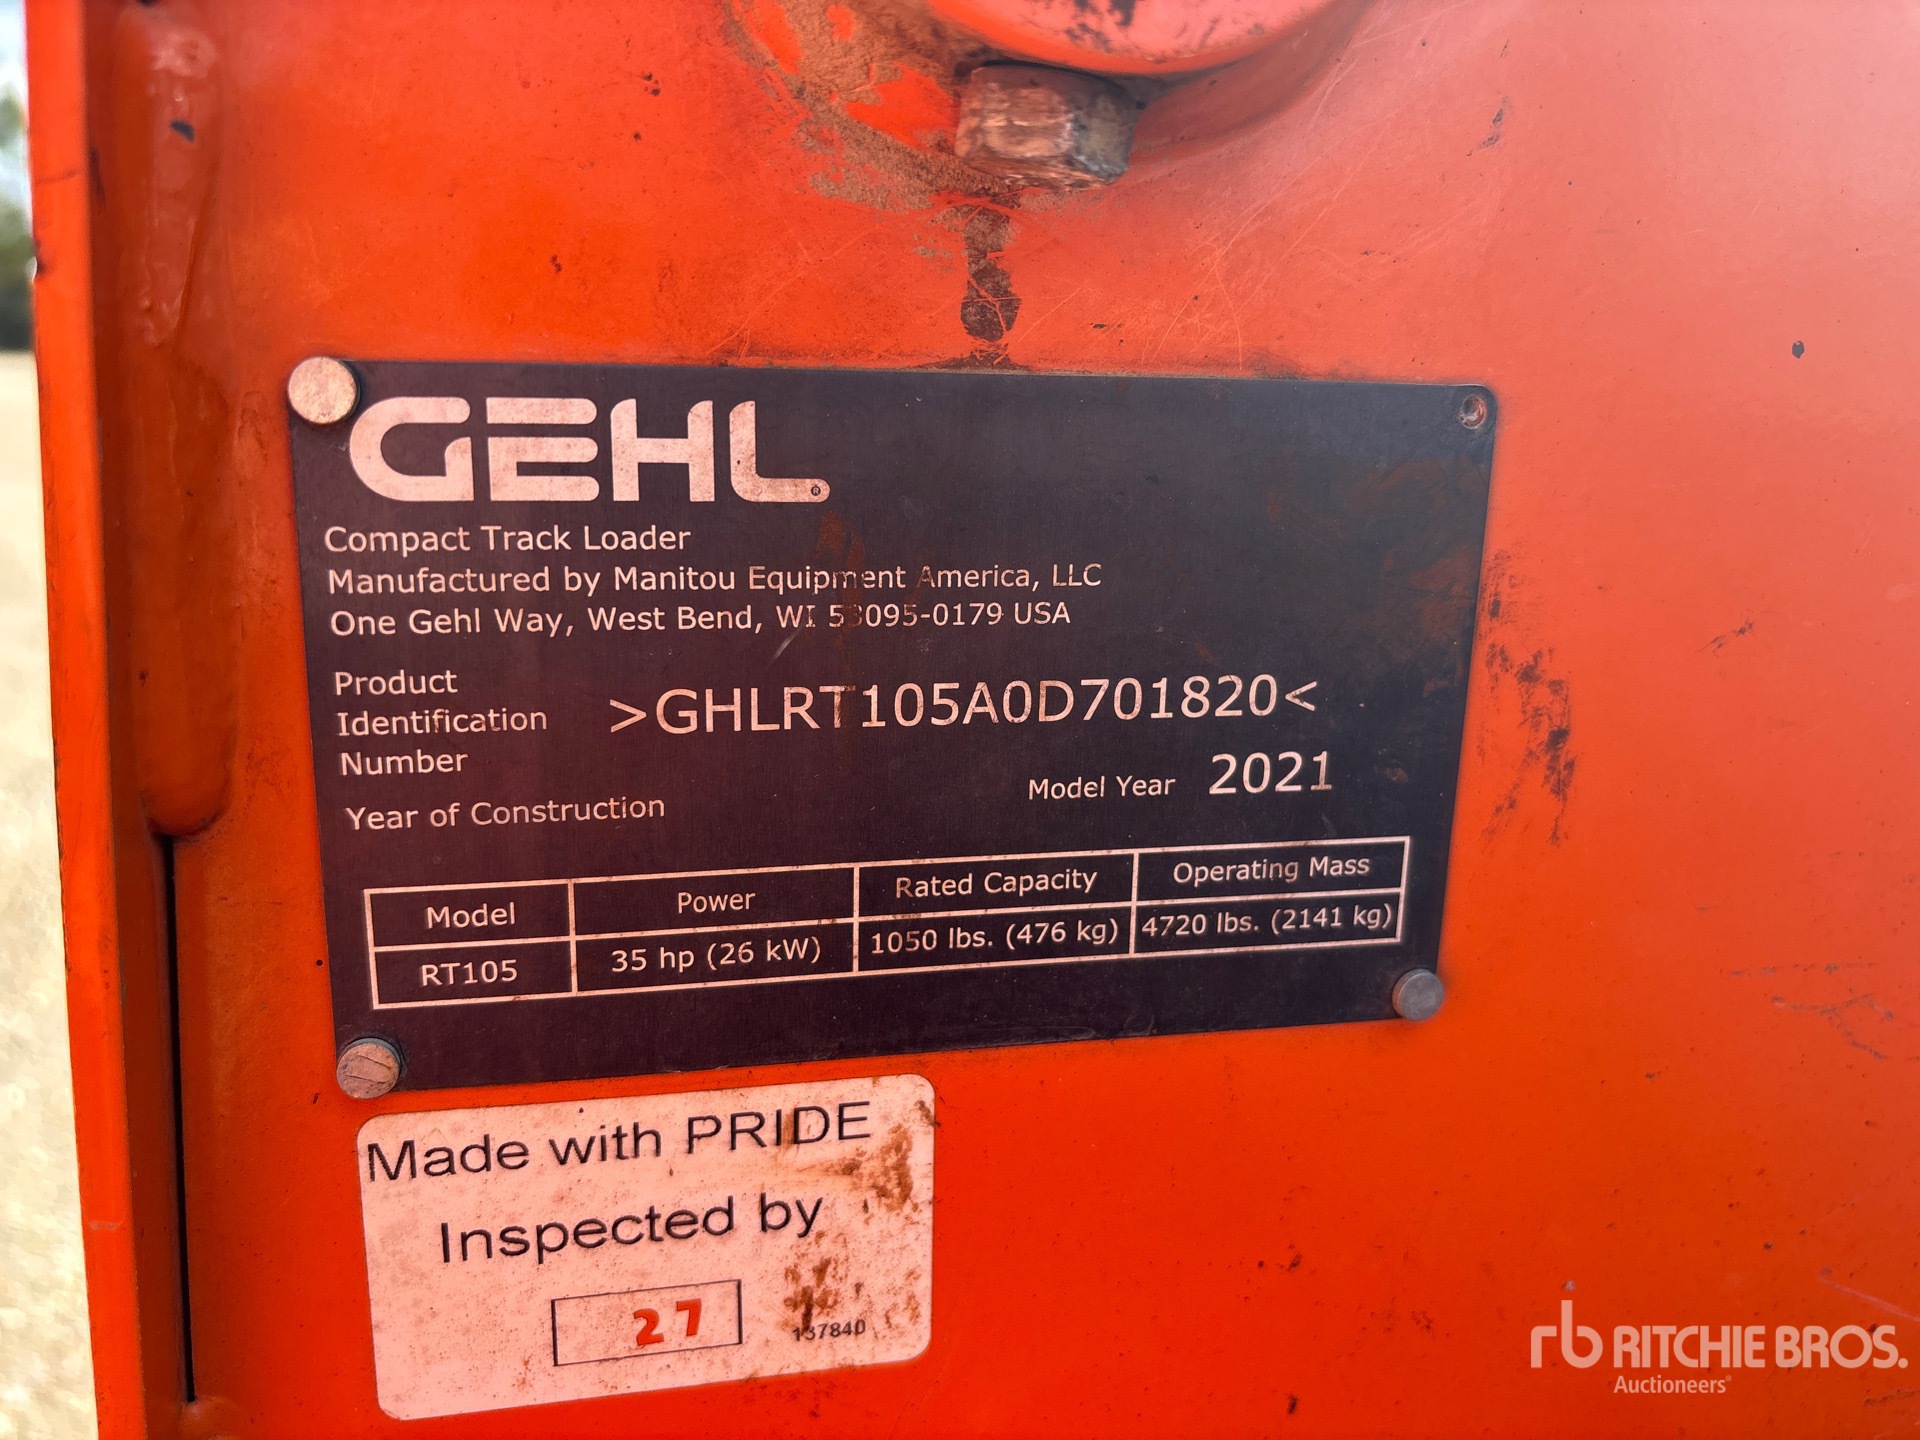 GEHL®
Compact Track Loader
Manufactured by Manitou Equipment America, LLC
One Gehl Way, West Bend, WI 53095-0179 USA
Product
Identification
Number
>GHLRT105A0D701820<
Model Year 2021
Year of Construction
Model Power Rated Capacity Operating Mass
RT105 35 hp (26 kW) 1050 lbs. (476 kg) 4720 lbs. (2141 kg)
Made with PRIDE
Inspected by
27
137840
rb RITCHIE BROS.
Auctioneers®